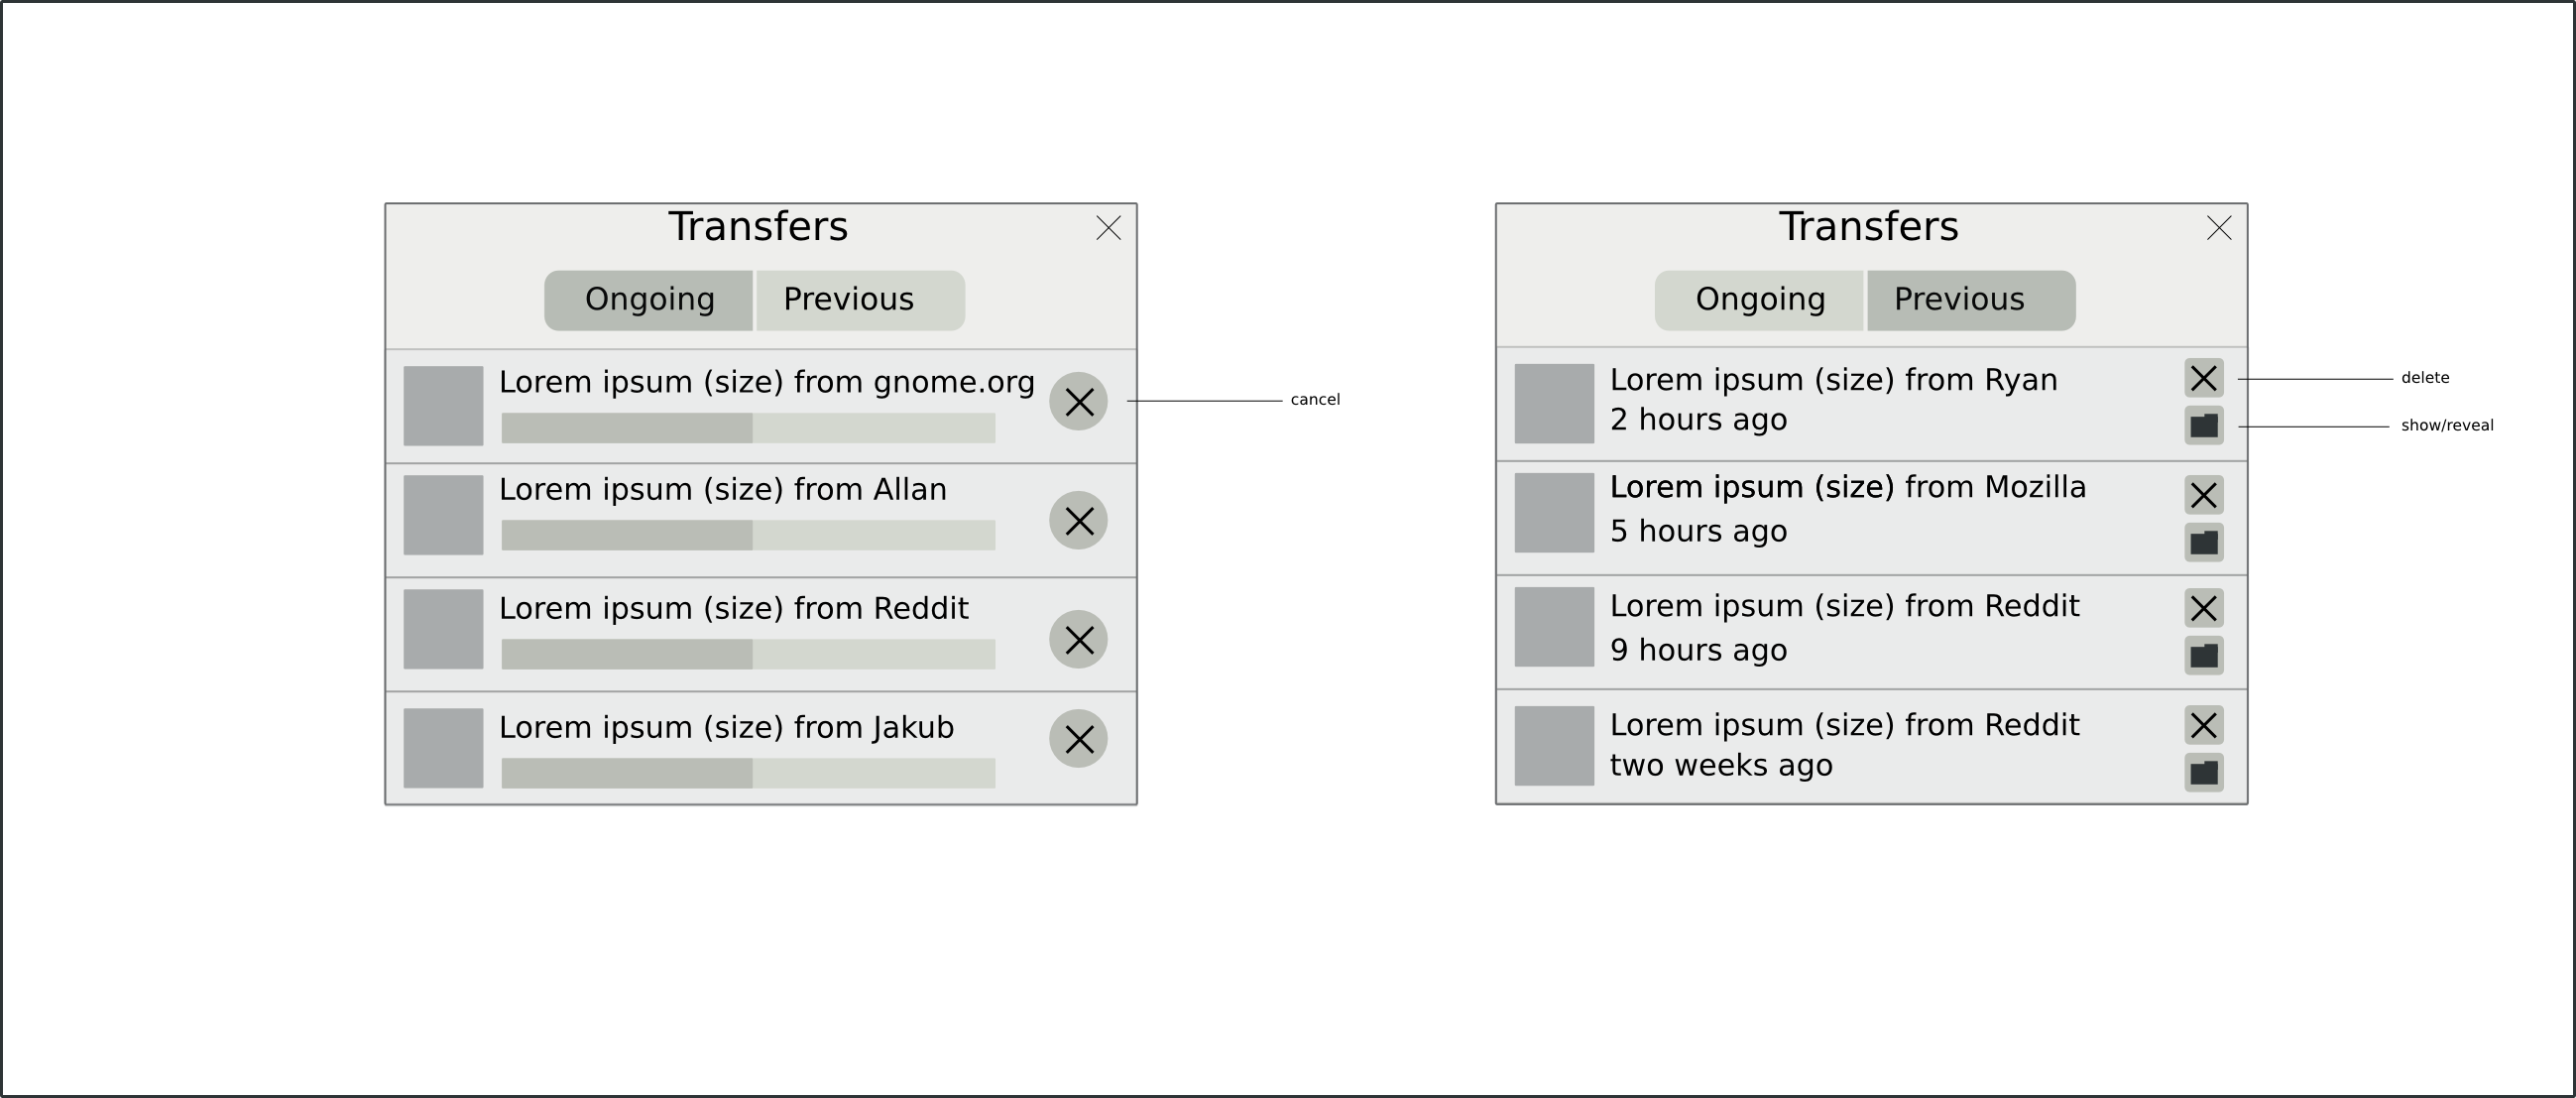 Transfers
Ongoing Previous
Lorem ipsum (size) from gnome.org
cancel
Lorem ipsum (size) from Allan
Lorem ipsum (size) from Reddit
Lorem ipsum (size) from Jakub
Transfers
Ongoing Previous
Lorem ipsum (size) from Ryan
delete
2 hours ago
show/reveal
Lorem ipsum (size) from Mozilla
5 hours ago
Lorem ipsum (size) from Reddit
9 hours ago
Lorem ipsum (size) from Reddit
two weeks ago